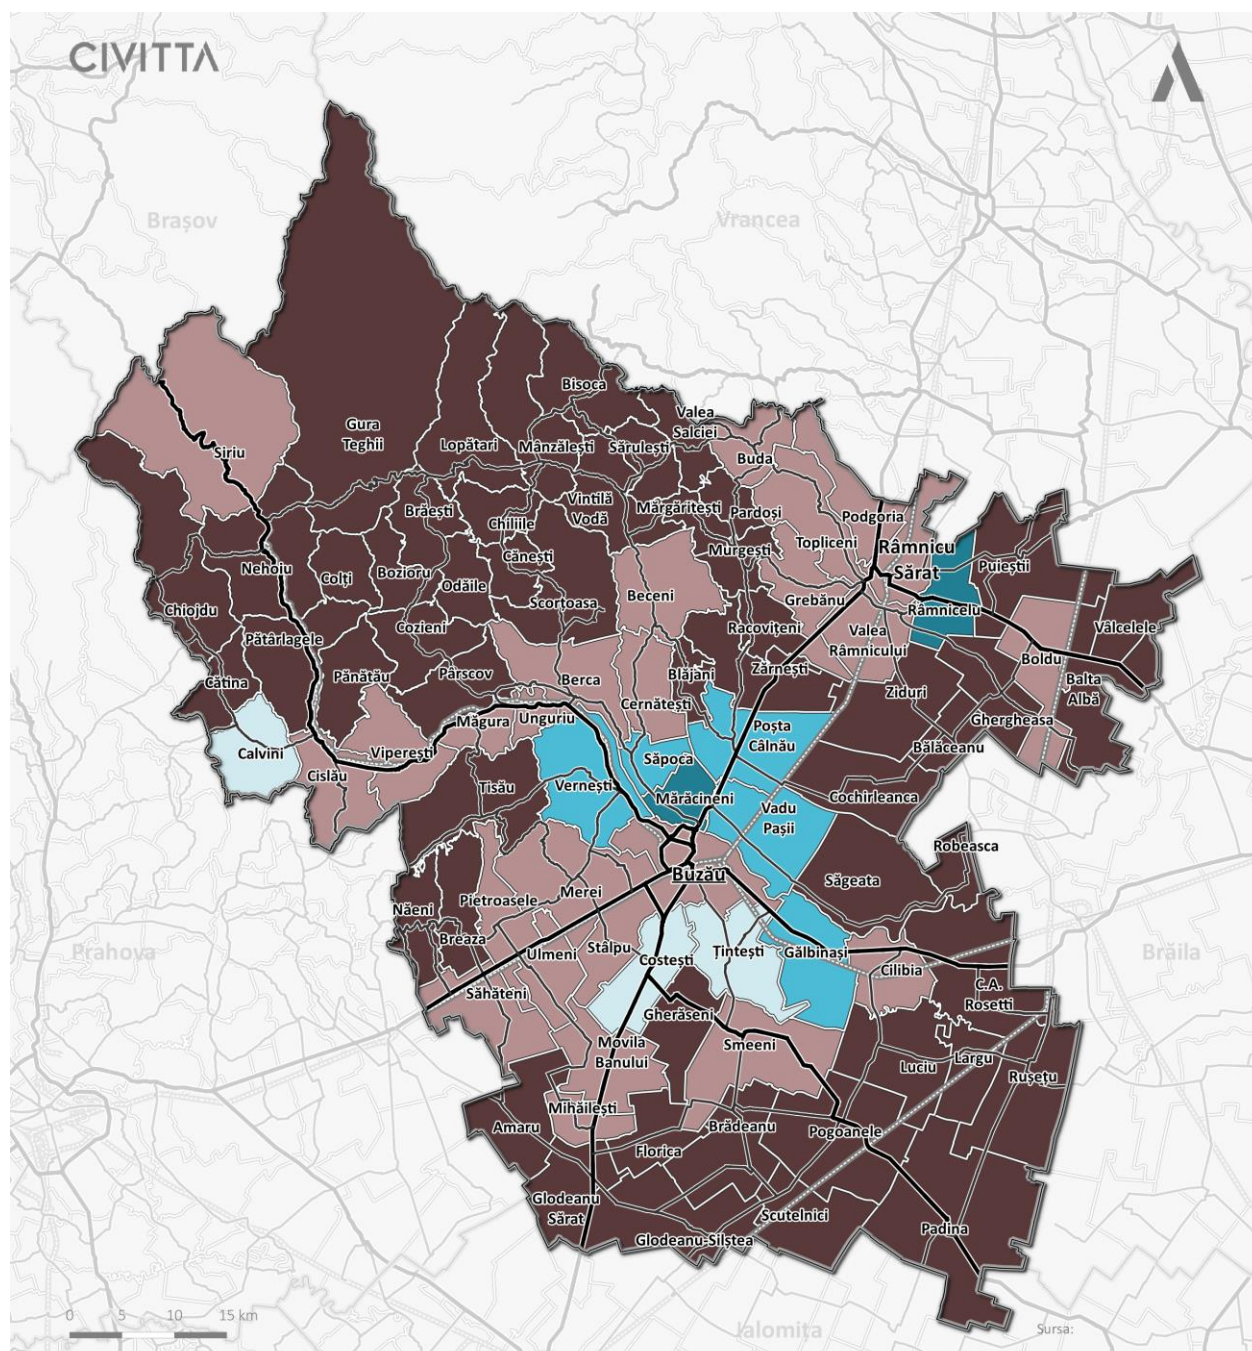 CIVITTA
Brașov
Vrancea
Bisoca
Valea
Salciei
Gura
Teghii
Lopătari
Mânzălești
Sărulești
Siriu
Buda
Vintilă
Vodă
Mărgăritești
Pardoși
Podgoria
Brăești
Chiliile
Murgești
Topliceni
Râmnicu
Sărat
Puieștii
Nehoiu
Colți
Bozioru
Cănești
Odăile
Scorțoasa
Beceni
Grebănu
Râmnicelu
Chiojdu
Pătârlagele
Cozieni
Racovițeni
Valea
Râmnicului
Vâlcelele
Boldu
Cătina
Pănătău
Pârscov
Berca
Blăjani
Zărnești
Ziduri
Balta
Albă
Cernătești
Calvini
Viperești
Măgura
Unguriu
Poșta
Câlnău
Ghergheasa
Bălăceanu
Cislău
Tisău
Vernești
Săpoca
Mărăcineni
Vadu
Pașii
Cochirleanca
Robeasca
Buzău
Săgeata
Năeni
Pietroasele
Merei
Prahova
Breaza
Ulmeni
Stâlpu
Costești
Țintești
Gălbinași
Cilibia
Brăila
Săhăteni
C.A.
Rosetti
Gherăseni
Movila
Banului
Smeeni
Luciu
Largu
Rușețu
Mihăilești
Amaru
Brădeanu
Pogoanele
Florica
Glodeanu
Sărat
Scutelnici
Padina
Glodeanu-Silștea
0 5 10 15 km
Ialomița
Sursa: